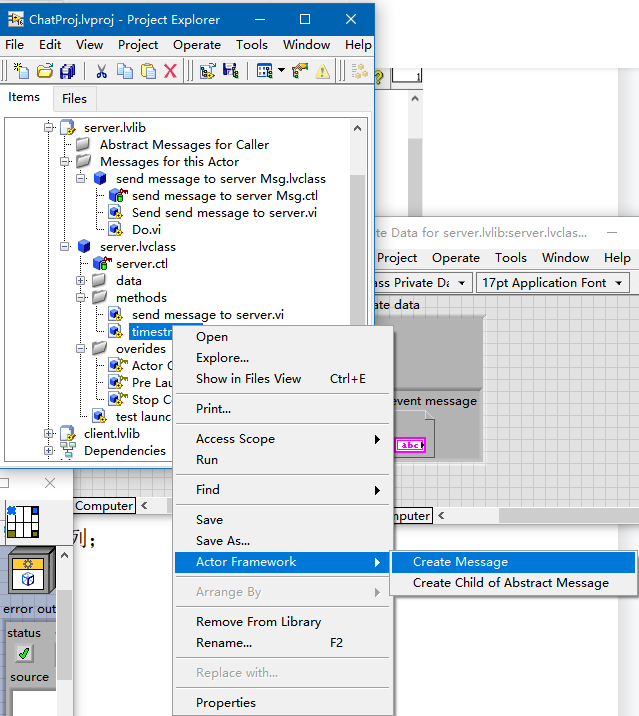 ChatProj.lvproj - Project Explorer
File Edit View Project Operate Tools Window Help
1
Items Files
server.lvlib
Abstract Messages for Caller
Messages for this Actor
send message to server Msg.lvclass
send message to server Msg.ctl
Send send message to server.vi
Do.vi
server.lvclass
server.ctl
data
methods
send message to server.vi
overides
Actor
Pre Lau
Stop Co
test launc
client.lvlib
Dependencies
te Data for server.lvlib:server.lvclas...
Project Operate Tools Window Help
ass Private Da 17pt Application Font
ate data
event message
abc
Open
Explore...
Show in Files View Ctrl+E
Print...
Access Scope
Run
Find
Save
Save As...
Actor Framework
Create Message
Create Child of Abstract Message
Arrange By
Remove From Library
Rename... F2
Replace with...
Properties
Computer <
mputer <
列；
error out
status
source